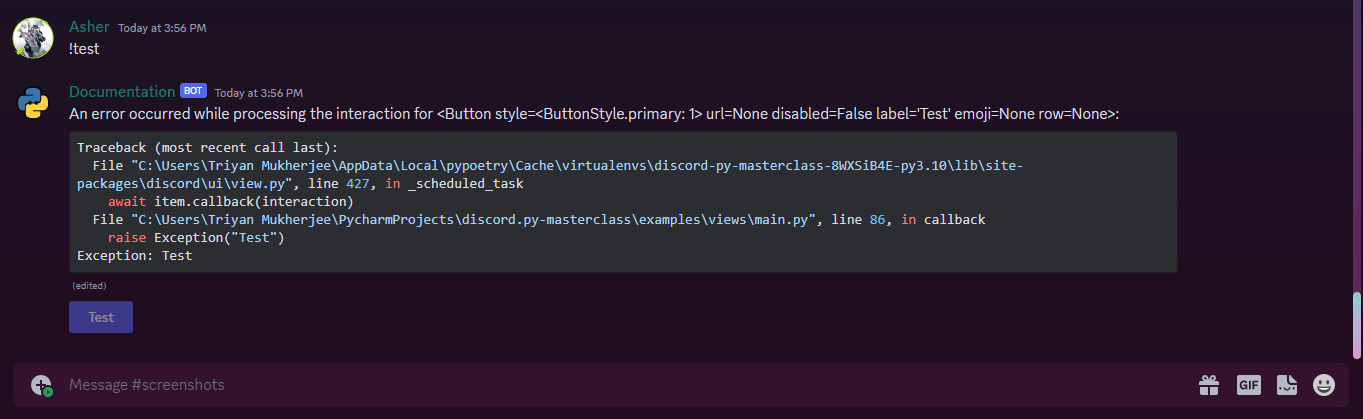 Asher Today at 3:56 PM
!test
Documentation BOT Today at 3:56 PM
An error occurred while processing the interaction for <Button style=<ButtonStyle.primary: 1> url=None disabled=False label='Test' emoji=None row=None>:
Traceback (most recent call last):
  File "C:\Users\Triyan Mukherjee\AppData\Local\pypoetry\Cache\virtualenvs\discord-py-masterclass-8WXSiB4E-py3.10\lib\site-
packages\discord\ui\view.py", line 427, in _scheduled_task
    await item.callback(interaction)
  File "C:\Users\Triyan Mukherjee\PycharmProjects\discord.py-masterclass\examples\views\main.py", line 86, in callback
    raise Exception("Test")
Exception: Test
(edited)
Test
Message #screenshots
GIF